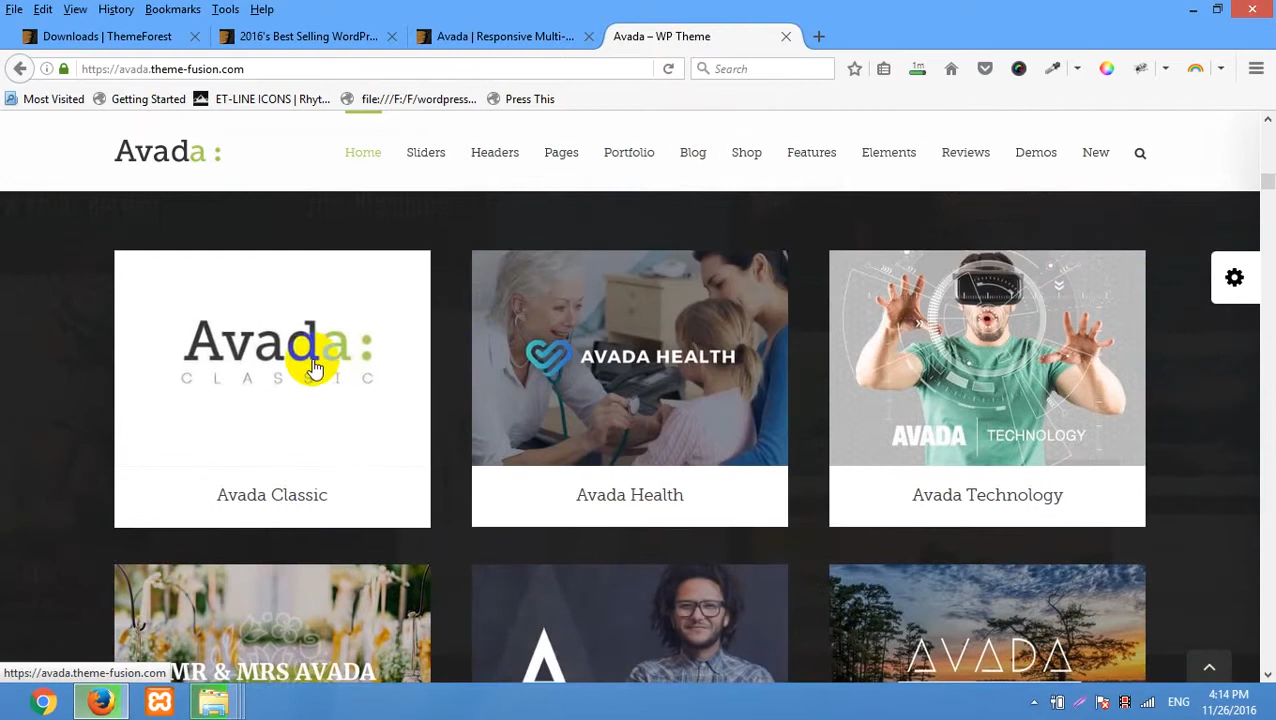 File Edit View History Bookmarks Tools Help
Downloads | ThemeForest 2016's Best Selling WordPr... Avada | Responsive Multi-... Avada – WP Theme
https://avada.theme-fusion.com Search 1m
Most Visited Getting Started ET-LINE ICONS | Rhyt... file:///F:/F/wordpress... Press This
Avada : Home Sliders Headers Pages Portfolio Blog Shop Features Elements Reviews Demos New
Avada :
CLASSIC
AVADA HEALTH
AVADA | TECHNOLOGY
Avada Classic Avada Health Avada Technology
MR & MRS AVADA
AVADA
https://avada.theme-fusion.com
ENG
4:14 PM
11/26/2016